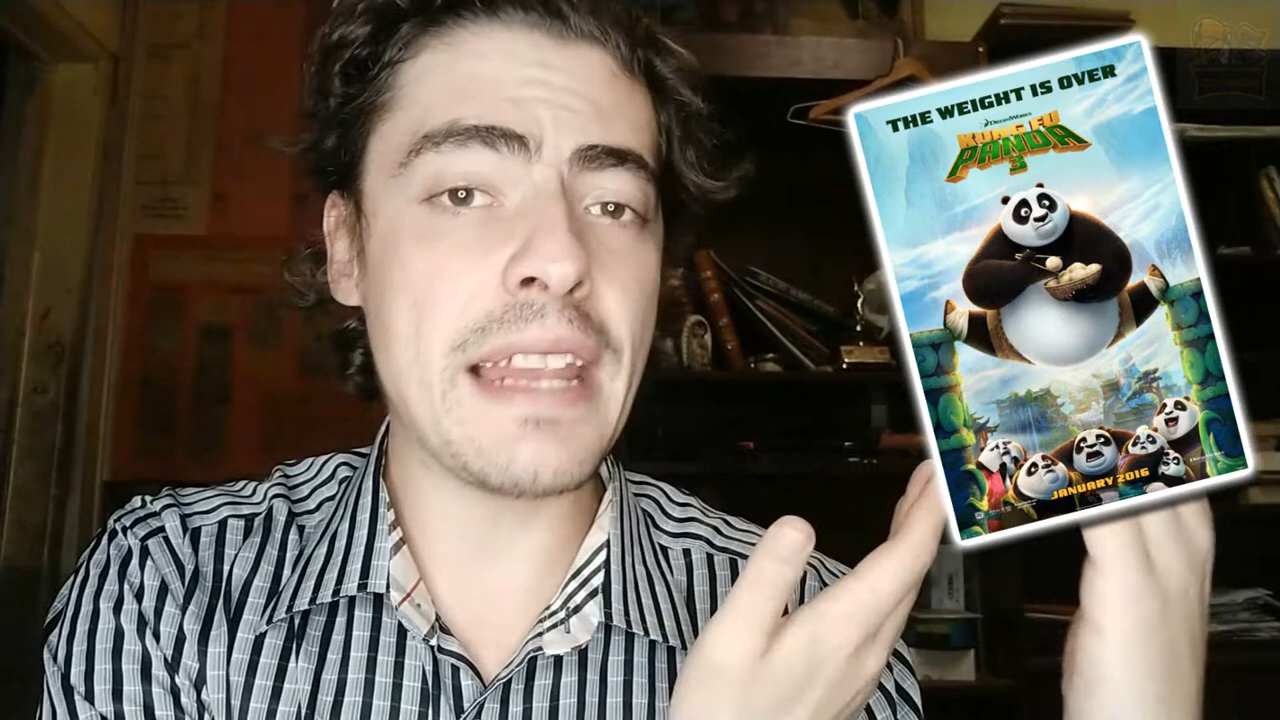 THE WEIGHT IS OVER
DreamWorks
KUNG FU
PANDA
3
JANUARY 2016